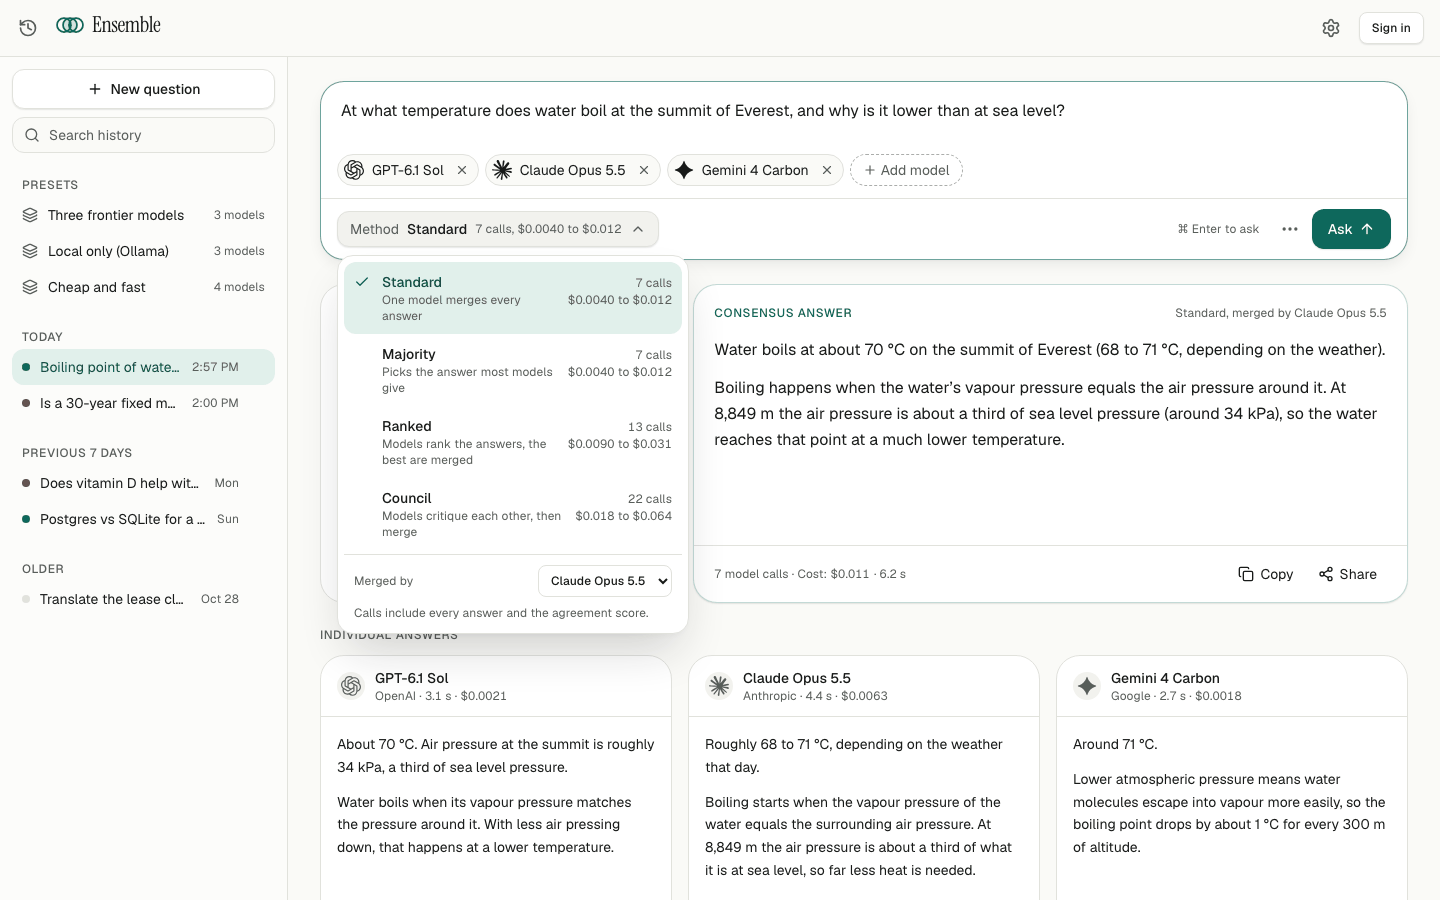 Ensemble
Sign in
New question
Search history
PRESETS
Three frontier models 3 models
Local only (Ollama) 3 models
Cheap and fast 4 models
TODAY
Boiling point of wate... 2:57 PM
Is a 30-year fixed m... 2:00 PM
PREVIOUS 7 DAYS
Does vitamin D help wit... Mon
Postgres vs SQLite for a ... Sun
OLDER
Translate the lease cl... Oct 28
At what temperature does water boil at the summit of Everest, and why is it lower than at sea level?
GPT-6.1 Sol Claude Opus 5.5 Gemini 4 Carbon + Add model
Method Standard 7 calls, $0.0040 to $0.012
⌘ Enter to ask
Ask
Standard 7 calls
One model merges every $0.0040 to $0.012
answer
Majority 7 calls
Picks the answer most models $0.0040 to $0.012
give
Ranked 13 calls
Models rank the answers, the $0.0090 to $0.031
best are merged
Council 22 calls
Models critique each other, then $0.018 to $0.064
merge
Merged by Claude Opus 5.5
Calls include every answer and the agreement score.
CONSENSUS ANSWER Standard, merged by Claude Opus 5.5
Water boils at about 70 °C on the summit of Everest (68 to 71 °C, depending on the weather).
Boiling happens when the water’s vapour pressure equals the air pressure around it. At
8,849 m the air pressure is about a third of sea level pressure (around 34 kPa), so the water
reaches that point at a much lower temperature.
7 model calls · Cost: $0.011 · 6.2 s
Copy Share
INDIVIDUAL ANSWERS
GPT-6.1 Sol
OpenAI · 3.1 s · $0.0021
About 70 °C. Air pressure at the summit is roughly
34 kPa, a third of sea level pressure.
Water boils when its vapour pressure matches
the pressure around it. With less air pressing
down, that happens at a lower temperature.
Claude Opus 5.5
Anthropic · 4.4 s · $0.0063
Roughly 68 to 71 °C, depending on the weather
that day.
Boiling starts when the vapour pressure of the
water equals the surrounding air pressure. At
8,849 m the air pressure is about a third of what
it is at sea level, so far less heat is needed.
Gemini 4 Carbon
Google · 2.7 s · $0.0018
Around 71 °C.
Lower atmospheric pressure means water
molecules escape into vapour more easily, so the
boiling point drops by about 1 °C for every 300 m
of altitude.